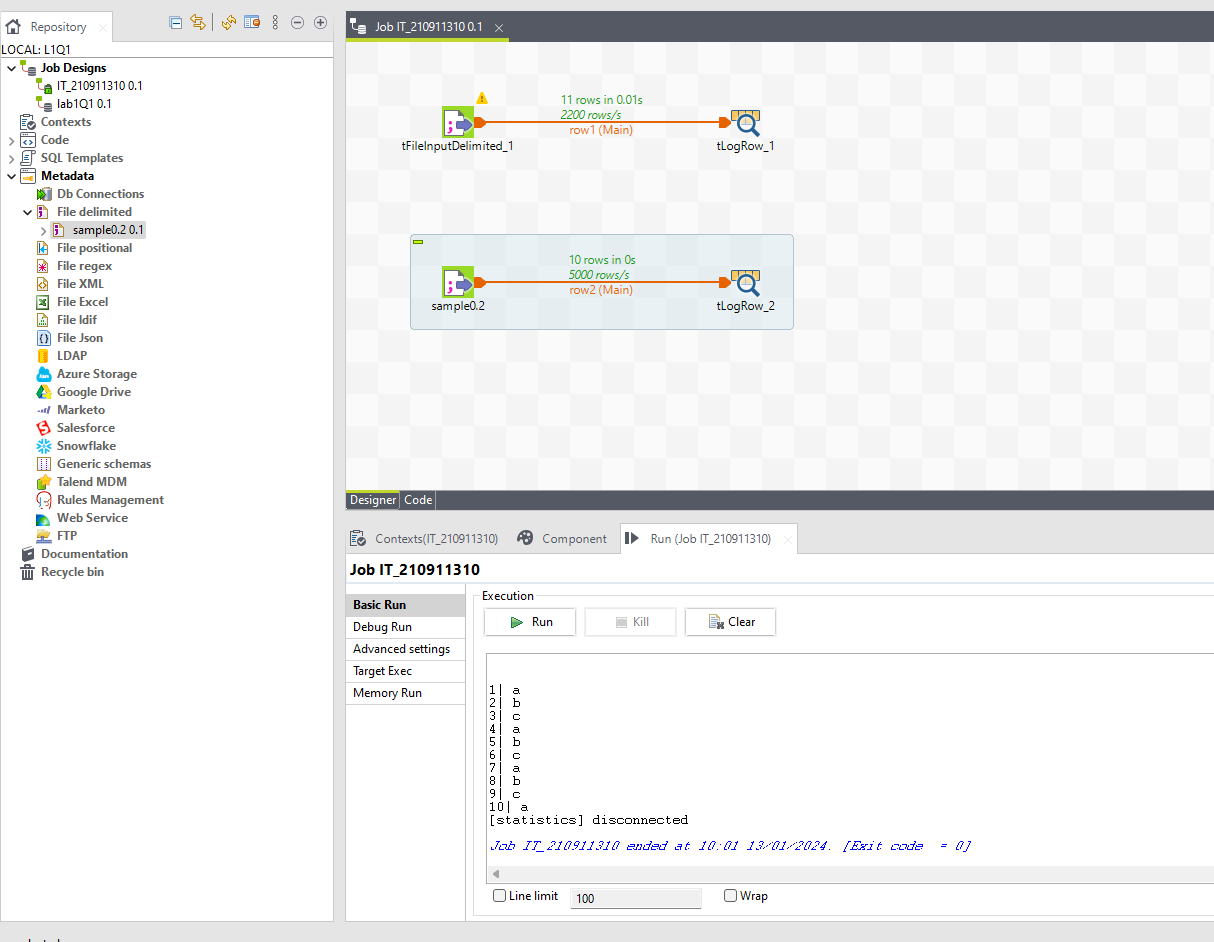 Repository
LOCAL: L1Q1
Job Designs
IT_210911310 0.1
lab1Q1 0.1
Contexts
Code
SQL Templates
Metadata
Db Connections
File delimited
sample0.2 0.1
File positional
File regex
File XML
File Excel
File ldif
File Json
LDAP
Azure Storage
Google Drive
Marketo
Salesforce
Snowflake
Generic schemas
Talend MDM
Rules Management
Web Service
FTP
Documentation
Recycle bin
Job IT_210911310 0.1
11 rows in 0.01s
2200 rows/s
row1 (Main)
tFileInputDelimited_1
tLogRow_1
10 rows in 0s
5000 rows/s
row2 (Main)
sample0.2
tLogRow_2
Designer Code
Contexts(IT_210911310) Component Run (Job IT_210911310)
Job IT_210911310
Basic Run
Debug Run
Advanced settings
Target Exec
Memory Run
Execution
Run Kill Clear
1| a
2| b
3| c
4| a
5| b
6| c
7| a
8| b
9| c
10| a
[statistics] disconnected
Job IT_210911310 ended at 10:01 13/01/2024. [Exit code  = 0]
Line limit 100 Wrap